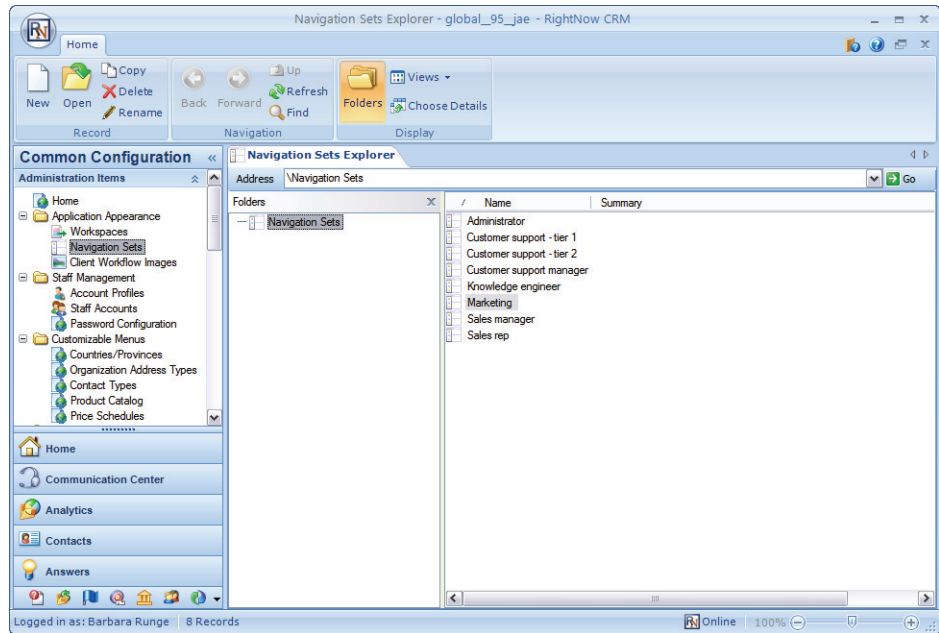 Navigation Sets Explorer - global_95_jae - RightNow CRM
RN
Home
New
Open
Copy
Delete
Rename
Record
Back
Forward
Up
Refresh
Find
Navigation
Folders
Views
Choose Details
Display
Common Configuration «
Navigation Sets Explorer
Administration Items
Address \Navigation Sets Go
Folders X
Name Summary
Home
Application Appearance
Workspaces
Navigation Sets
Client Workflow Images
Staff Management
Account Profiles
Staff Accounts
Password Configuration
Customizable Menus
Countries/Provinces
Organization Address Types
Contact Types
Product Catalog
Price Schedules
Navigation Sets
Administrator
Customer support - tier 1
Customer support - tier 2
Customer support manager
Knowledge engineer
Marketing
Sales manager
Sales rep
Home
Communication Center
Analytics
Contacts
Answers
Logged in as: Barbara Runge 8 Records RN Online 100%